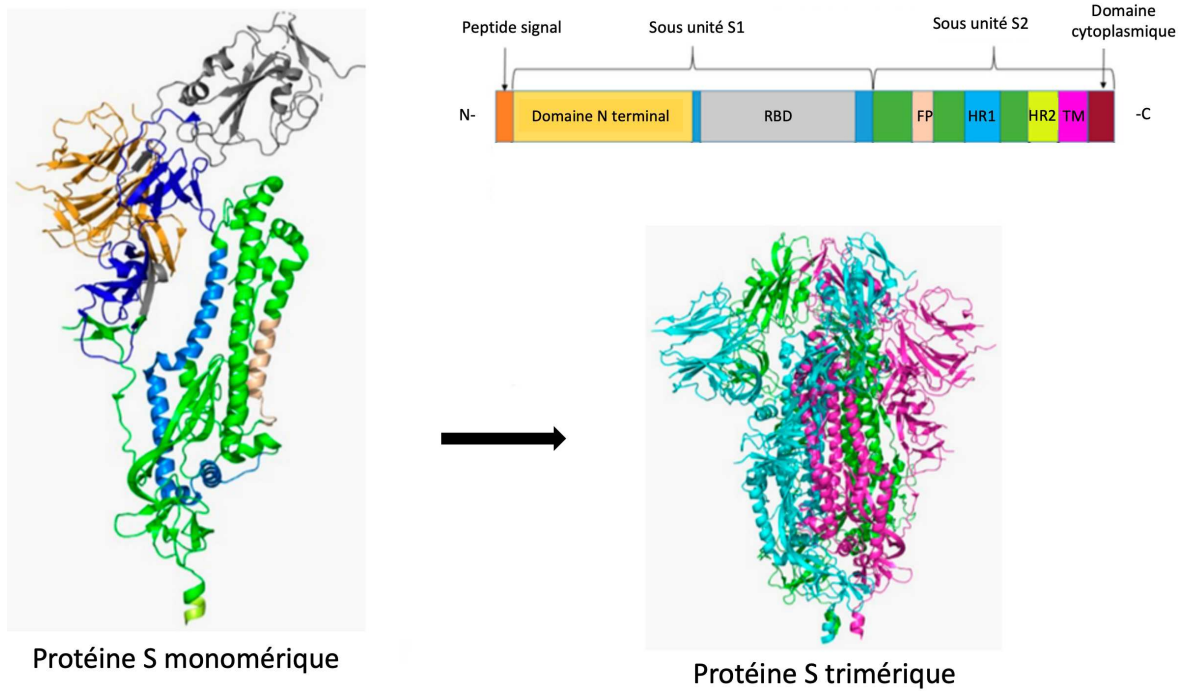 Peptide signal
Sous unité S1
Sous unité S2
Domaine
cytoplasmique
N-
Domaine N terminal
RBD
FP
HR1
HR2
TM
-C
Protéine S monomérique
Protéine S trimérique